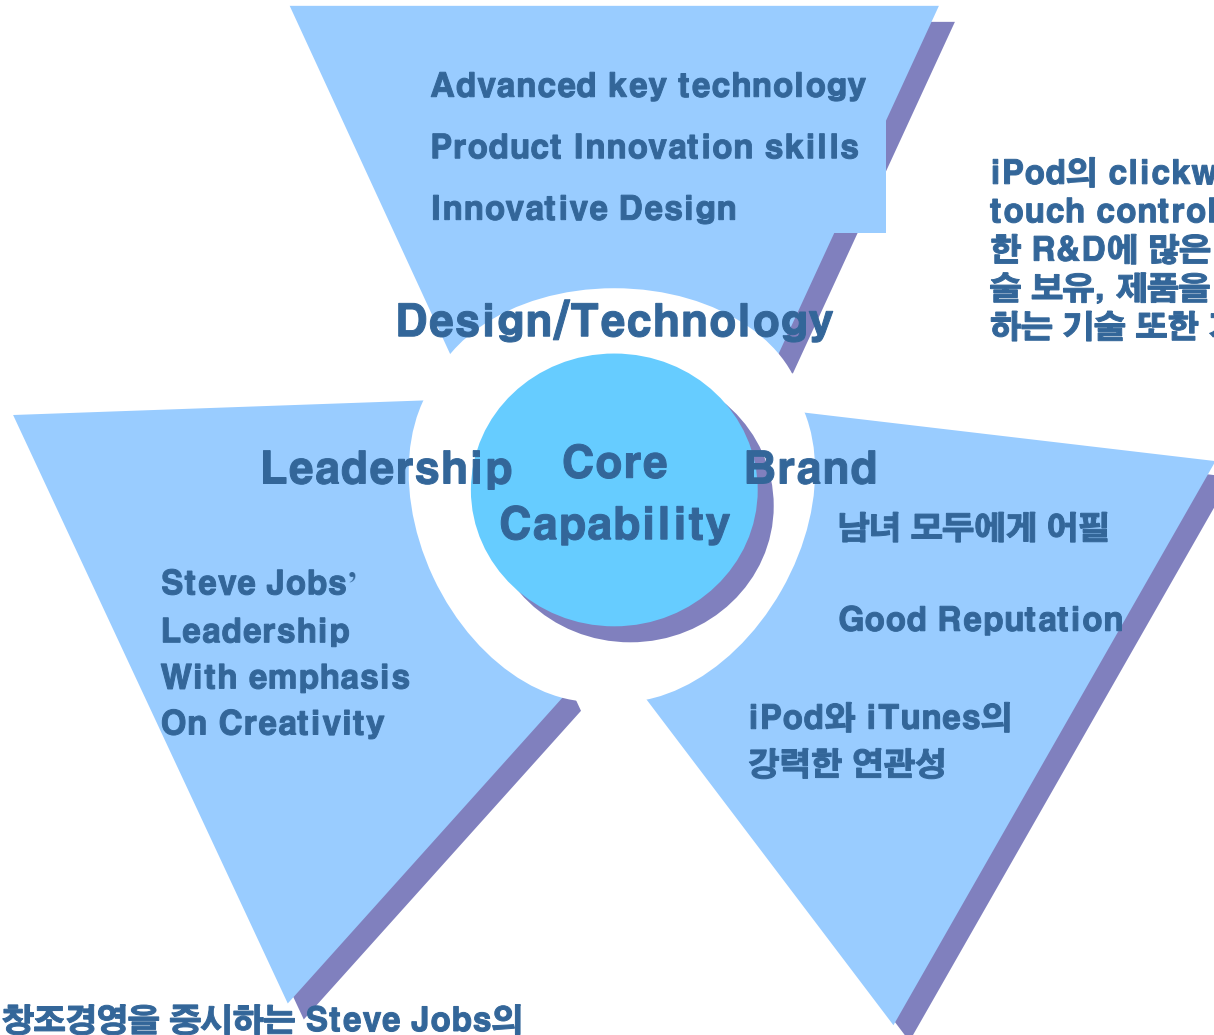 Advanced key technology
Product Innovation skills
Innovative Design
iPod의
touch control
한 R&D에 많은
술 보유, 제품을
하는 기술 또한
Design/Technology
Leadership
Core
Capability
Brand
남녀 모두에게 어필
Good Reputation
iPod와 iTunes의
강력한 연관성
Steve Jobs’
Leadership
With emphasis
On Creativity
창조경영을 중시하는 Steve Jobs의